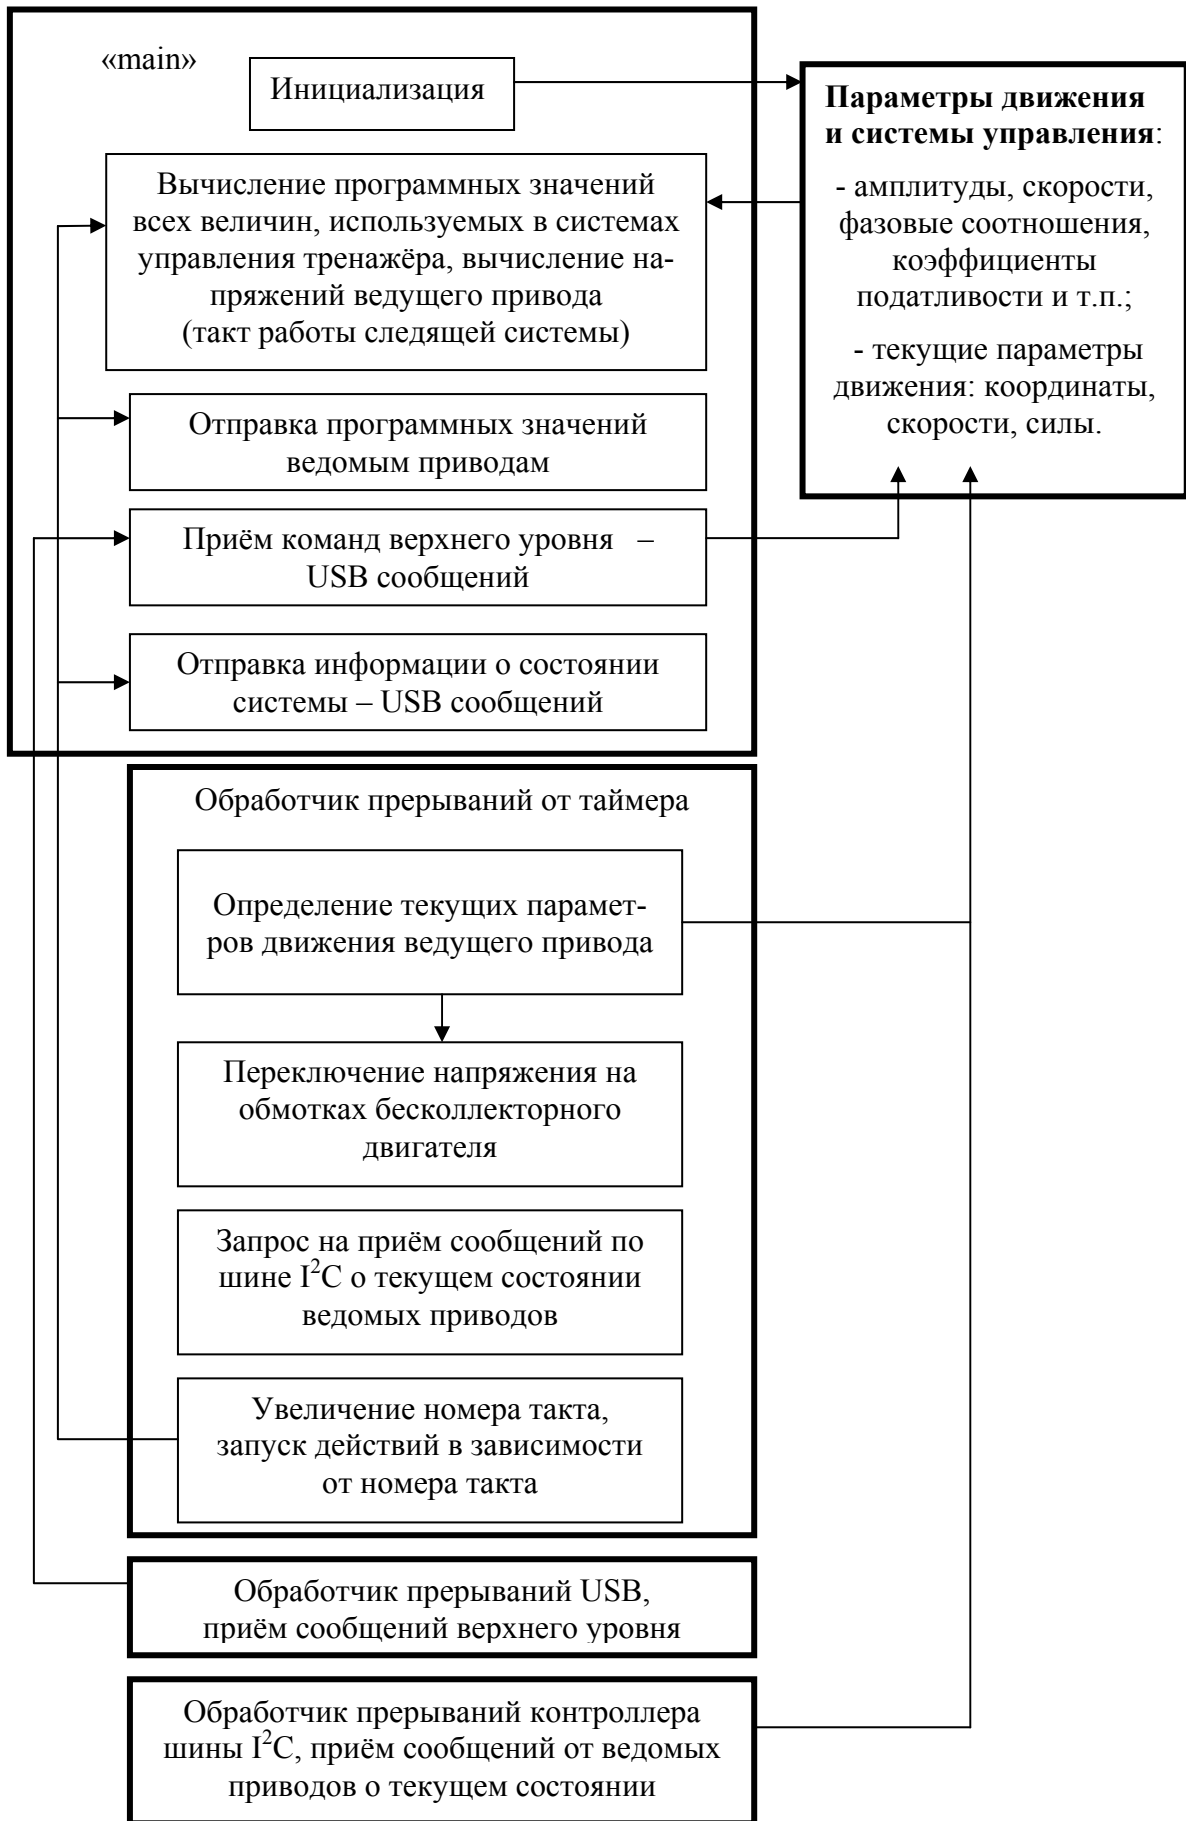 «main»
Инициализация
Вычисление программных значений
всех величин, используемых в системах
управления тренажёра, вычисление на-
пряжений ведущего привода
(такт работы следящей системы)
Отправка программных значений
ведомым приводам
Приём команд верхнего уровня –
USB сообщений
Отправка информации о состоянии
системы – USB сообщений
Параметры движения
и системы управления:
- амплитуды, скорости,
фазовые соотношения,
коэффициенты
податливости и т.п.;
- текущие параметры
движения: координаты,
скорости, силы.
Обработчик прерываний от таймера
Определение текущих парамет-
ров движения ведущего привода
Переключение напряжения на
обмотках бесколлекторного
двигателя
Запрос на приём сообщений по
шине I²C о текущем состоянии
ведомых приводов
Увеличение номера такта,
запуск действий в зависимости
от номера такта
Обработчик прерываний USB,
приём сообщений верхнего уровня
Обработчик прерываний контроллера
шины I²C, приём сообщений от ведомых
приводов о текущем состоянии